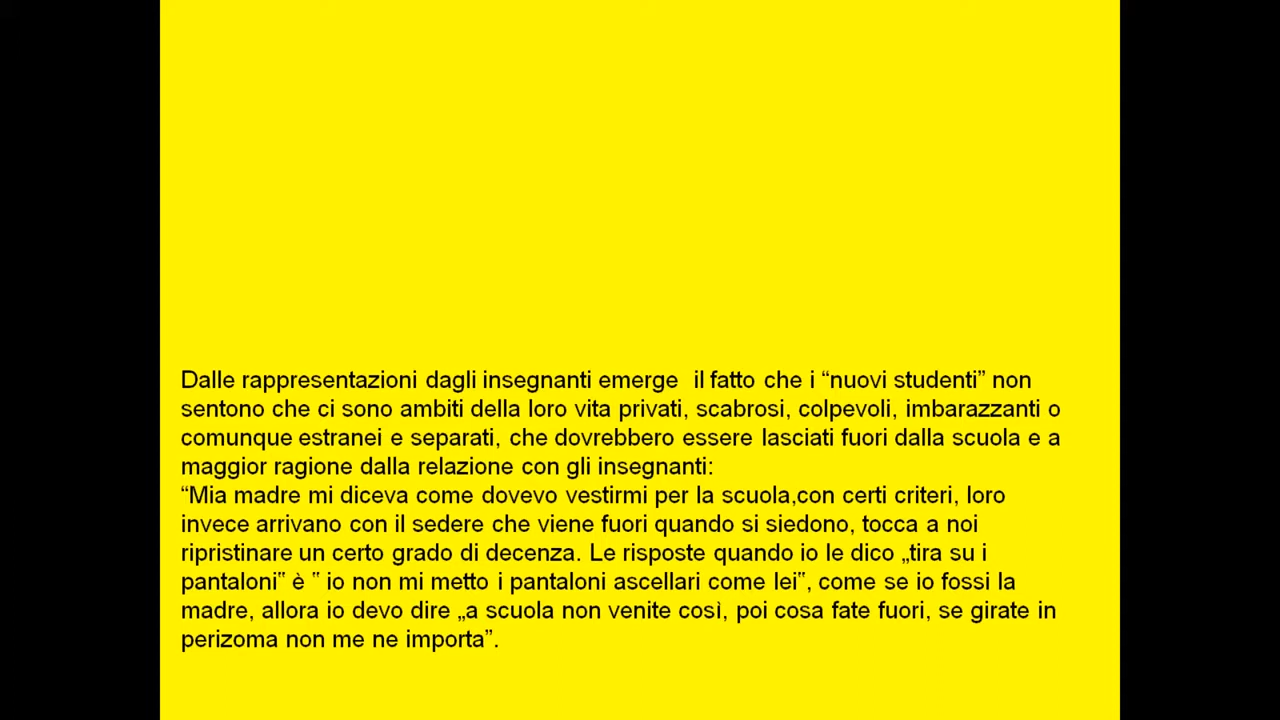 Dalle rappresentazioni dagli insegnanti emerge  il fatto che i “nuovi studenti” non
sentono che ci sono ambiti della loro vita privati, scabrosi, colpevoli, imbarazzanti o
comunque estranei e separati, che dovrebbero essere lasciati fuori dalla scuola e a
maggior ragione dalla relazione con gli insegnanti:
“Mia madre mi diceva come dovevo vestirmi per la scuola,con certi criteri, loro
invece arrivano con il sedere che viene fuori quando si siedono, tocca a noi
ripristinare un certo grado di decenza. Le risposte quando io le dico „tira su i
pantaloni‟ è ‟ io non mi metto i pantaloni ascellari come lei‟, come se io fossi la
madre, allora io devo dire „a scuola non venite così, poi cosa fate fuori, se girate in
perizoma non me ne importa”.